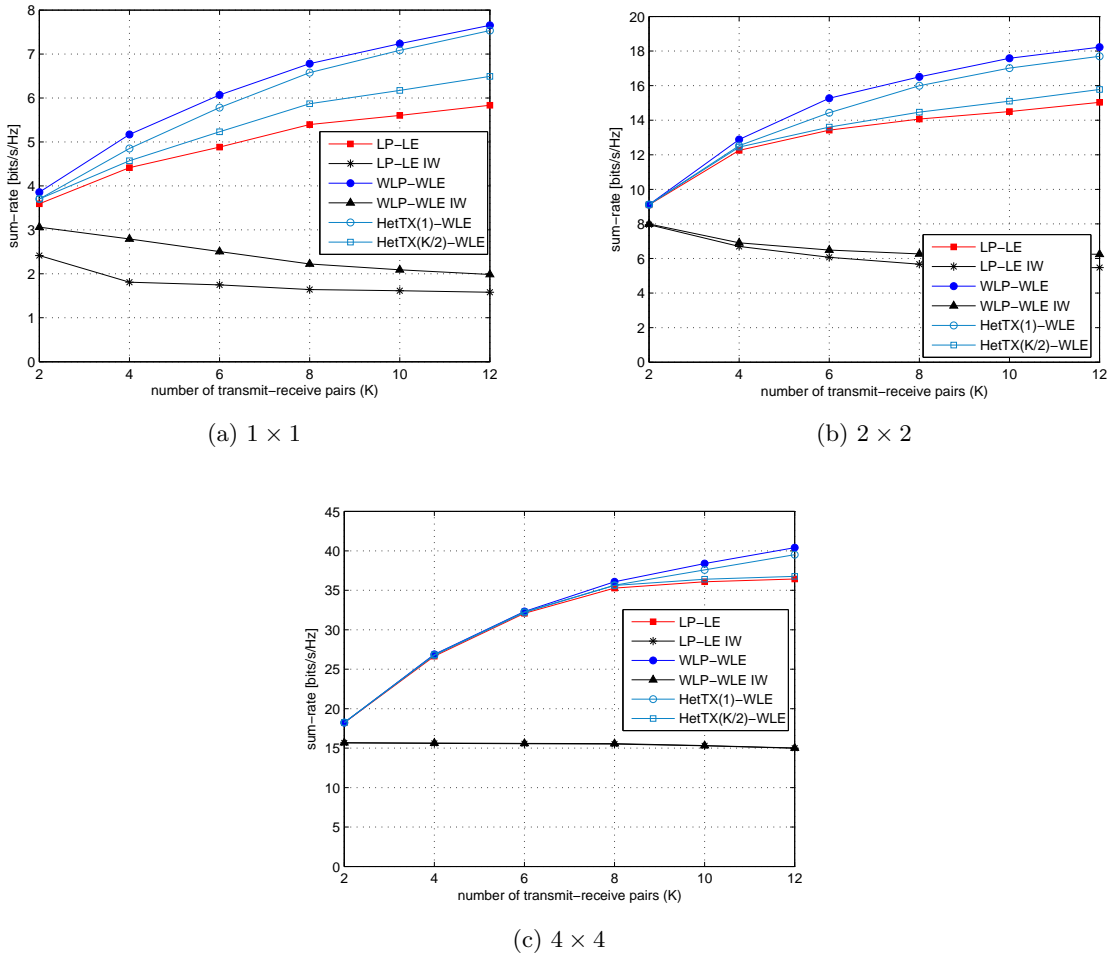 8
7
6
5
4
3
2
1
0
sum−rate [bits/s/Hz]
2 4 6 8 10 12
number of transmit−receive pairs (K)
LP−LE
LP−LE IW
WLP−WLE
WLP−WLE IW
HetTX(1)−WLE
HetTX(K/2)−WLE
(a) 1 × 1
20
18
16
14
12
10
8
6
4
2
0
sum−rate [bits/s/Hz]
2 4 6 8 10 12
number of transmit−receive pairs (K)
LP−LE
LP−LE IW
WLP−WLE
WLP−WLE IW
HetTX(1)−WLE
HetTX(K/2)−WLE
(b) 2 × 2
45
40
35
30
25
20
15
10
5
0
sum−rate [bits/s/Hz]
2 4 6 8 10 12
number of transmit−receive pairs (K)
LP−LE
LP−LE IW
WLP−WLE
WLP−WLE IW
HetTX(1)−WLE
HetTX(K/2)−WLE
(c) 4 × 4